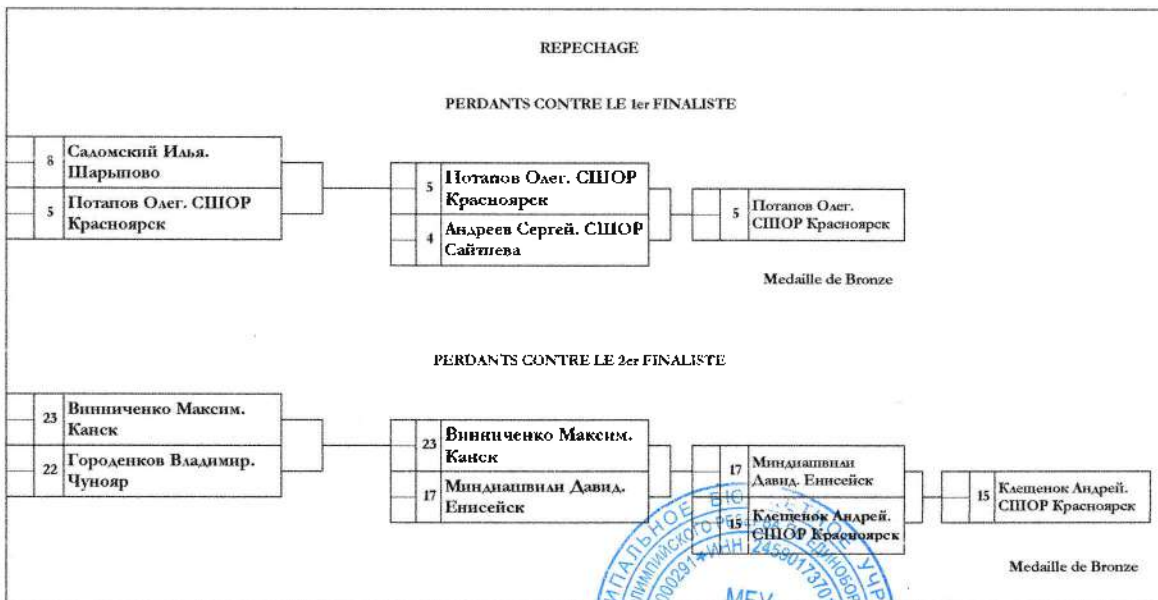 REPECHAGE
PERDANTS CONTRE LE 1er FINALISTE
8
Садомский Илья.
Шарыпово
5
Потапов Олег. СШОР
Красноярск
5
Потапов Олег. СШОР
Красноярск
4
Андреев Сергей. СШОР
Сайтиева
5
Потапов Олег.
СШОР Красноярск
Medaille de Bronze
PERDANTS CONTRE LE 2er FINALISTE
23
Винниченко Максим.
Канск
22
Городенков Владимир.
Чунояр
23
Винниченко Максим.
Канск
17
Миндиашвили Давид.
Енисейск
17
Миндиашвили
Давид. Енисейск
15
Клещенок Андрей.
СШОР Красноярск
15
Клещенок Андрей.
СШОР Красноярск
Medaille de Bronze
МБУ